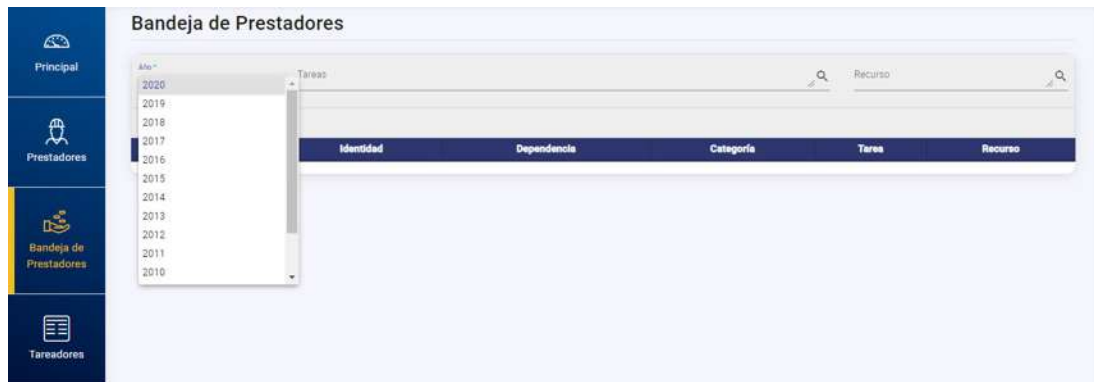 Bandeja de Prestadores
Principal
Prestadores
Bandeja de
Prestadores
Tareadores
Año *
Tareas
Recurso
2020
2019
2018
2017
2016
2015
2014
2013
2012
2011
2010
Identidad
Dependencia
Categoría
Tarea
Recurso